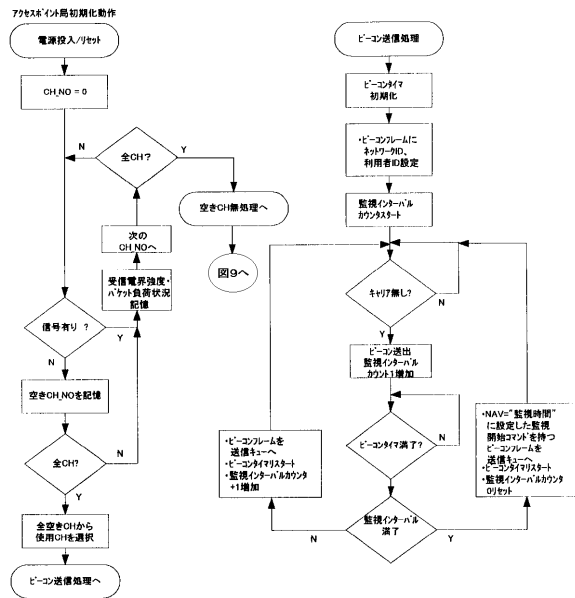 アクセスポイント局初期化動作
電源投入/リセット
CH_NO = 0
N
全CH?
Y
空きCH無処理へ
図9へ
次の
CH_NOへ
受信電界強度・
パケット負荷状況
記憶
信号有り ?
Y
N
空きCH_NOを記憶
全CH?
N
Y
全空きCHから
使用CHを選択
ビーコン送信処理へ
ビーコン送信処理
ビーコンタイマ
初期化
・ビーコンフレームに
ネットワークID、
利用者ID設定
監視インターバル
カウンタスタート
キャリア無し?
N
Y
ビーコン送出
監視インターバル
カウント1増加
ビーコンタイマ満了?
N
監視インターバル
満了
N
Y
・ビーコンフレームを
送信キューへ
・ビーコンタイマリスタート
・監視インターバルカウンタ
+1増加
・NAV="監視時間"
に設定した監視
開始コマンドを持つ
ビーコンフレームを
送信キューへ
・ビーコンタイマリスタート
・監視インターバルカウンタ
0リセット